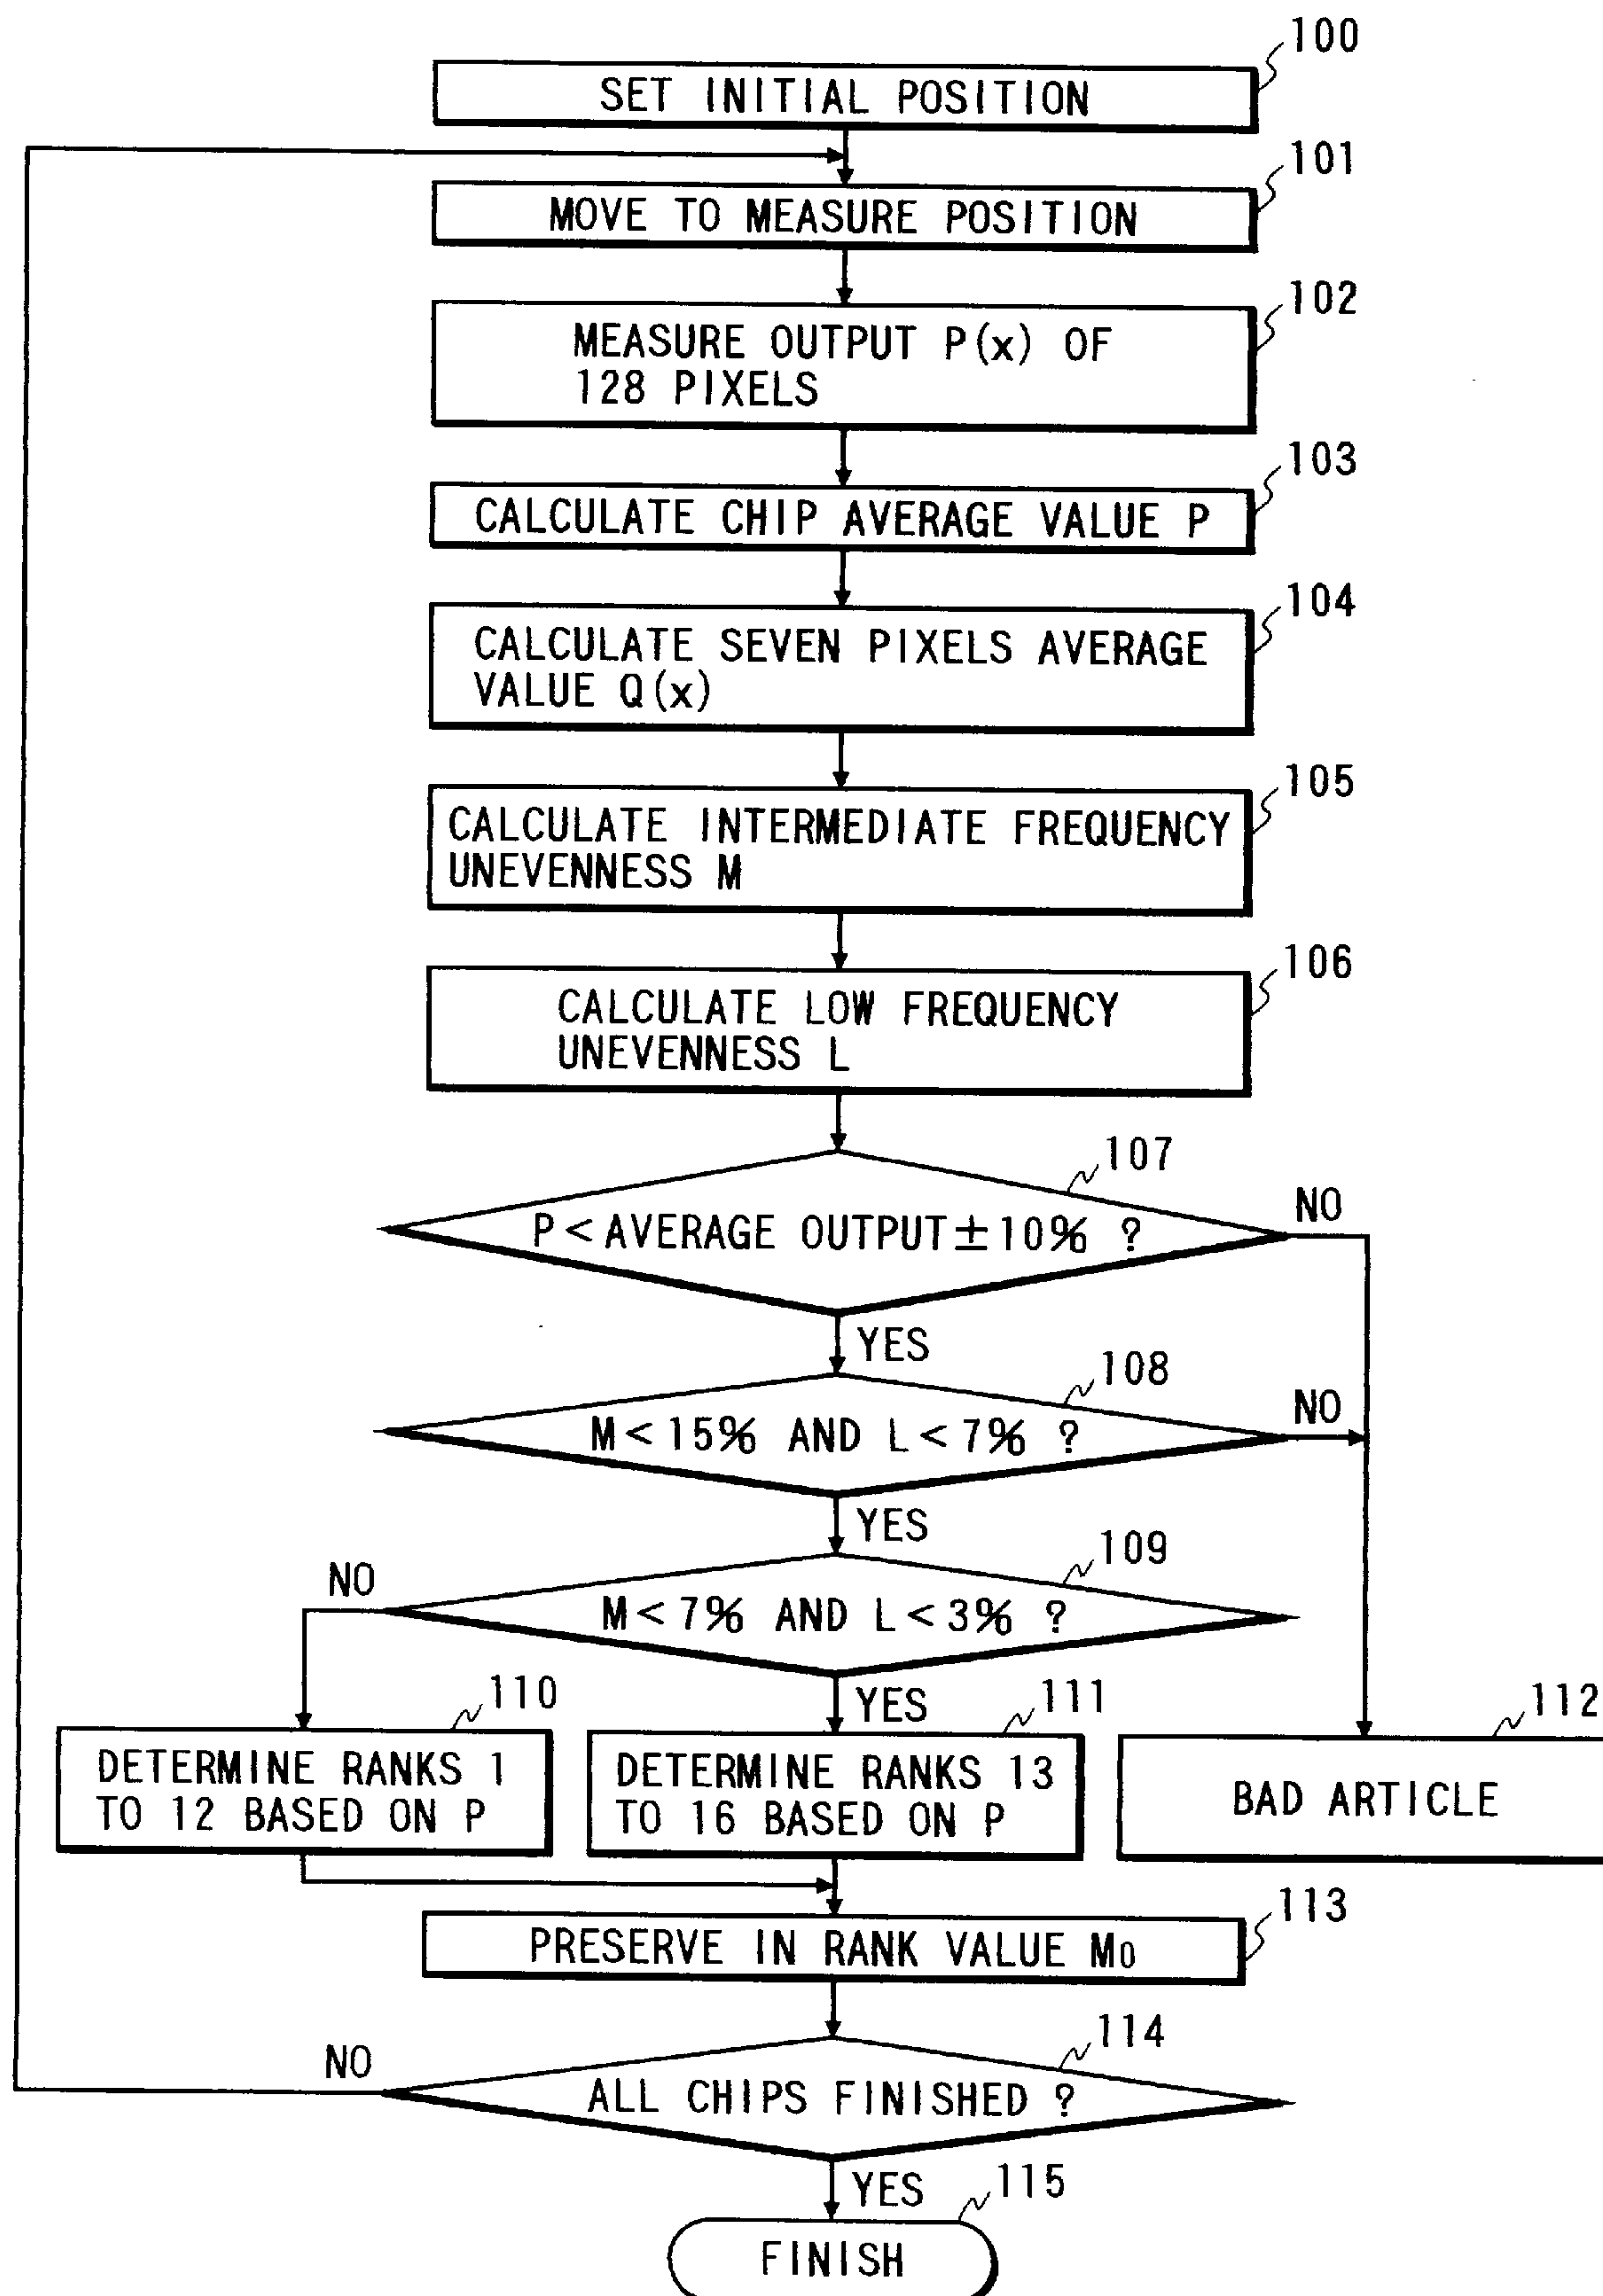 100
SET INITIAL POSITION
101
MOVE TO MEASURE POSITION
102
MEASURE OUTPUT P(x) OF
128 PIXELS
103
CALCULATE CHIP AVERAGE VALUE P
104
CALCULATE SEVEN PIXELS AVERAGE
VALUE Q(x)
105
CALCULATE INTERMEDIATE FREQUENCY
UNEVENNESS M
106
CALCULATE LOW FREQUENCY
UNEVENNESS L
107
NO
P < AVERAGE OUTPUT ± 10% ?
YES
108
NO
M < 15% AND L < 7% ?
YES
109
NO
M < 7% AND L < 3% ?
YES
110
DETERMINE RANKS 1
TO 12 BASED ON P
111
DETERMINE RANKS 13
TO 16 BASED ON P
112
BAD ARTICLE
113
PRESERVE IN RANK VALUE M0
114
NO
ALL CHIPS FINISHED ?
YES
115
FINISH